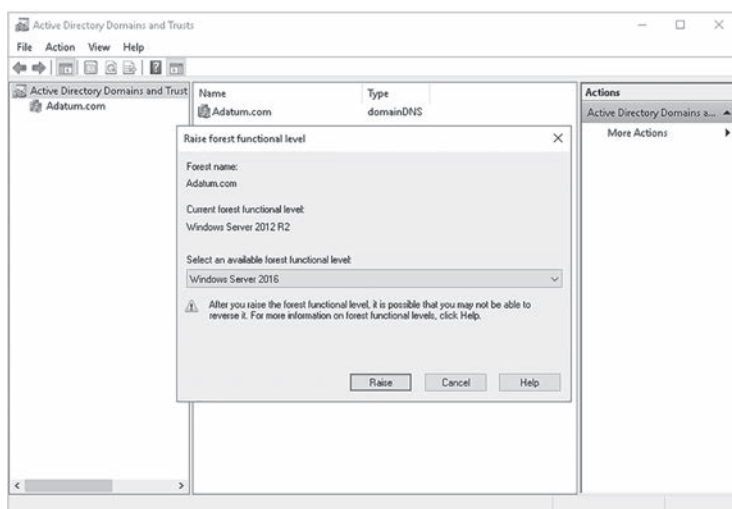 Active Directory Domains and Trusts
File Action View Help
Active Directory Domains and Trust
Adatum.com
Name Type
Adatum.com domainDNS
Actions
Active Directory Domains a...
More Actions
Raise forest functional level
Forest name:
Adatum.com
Current forest functional level:
Windows Server 2012 R2
Select an available forest functional level:
Windows Server 2016
After you raise the forest functional level, it is possible that you may not be able to
reverse it. For more information on forest functional levels, click Help.
Raise Cancel Help